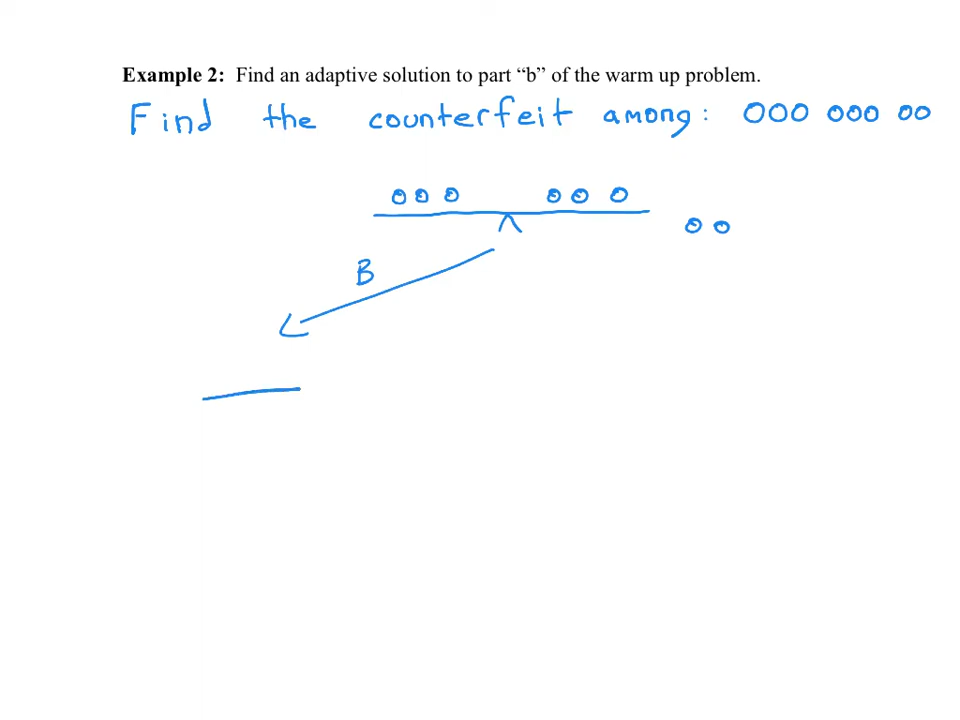 Example 2: Find an adaptive solution to part “b” of the warm up problem.
Find the counterfeit among: OOO OOO OO
B